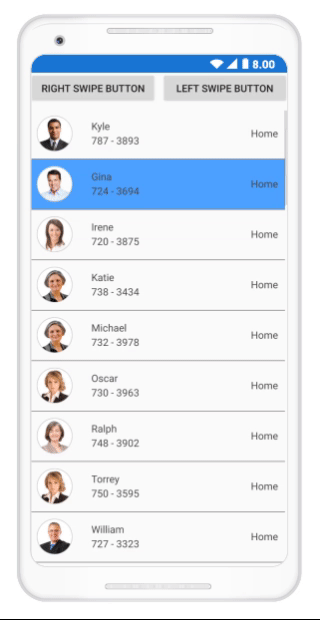 8.00
RIGHT SWIPE BUTTON LEFT SWIPE BUTTON
Kyle
787 - 3893
Home
Gina
724 - 3694
Home
Irene
720 - 3875
Home
Katie
738 - 3434
Home
Michael
732 - 3978
Home
Oscar
730 - 3963
Home
Ralph
748 - 3902
Home
Torrey
750 - 3595
Home
William
727 - 3323
Home